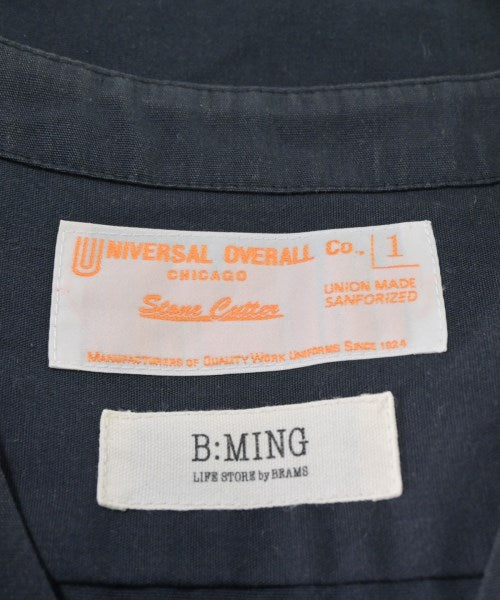 UNIVERSAL OVERALL CO., 1
CHICAGO
UNION MADE
SANFORIZED
Stone Cutter
MANUFACTURERS OF QUALITY WORK UNIFORMS SINCE 1924
B:MING
LIFE STORE by BEAMS